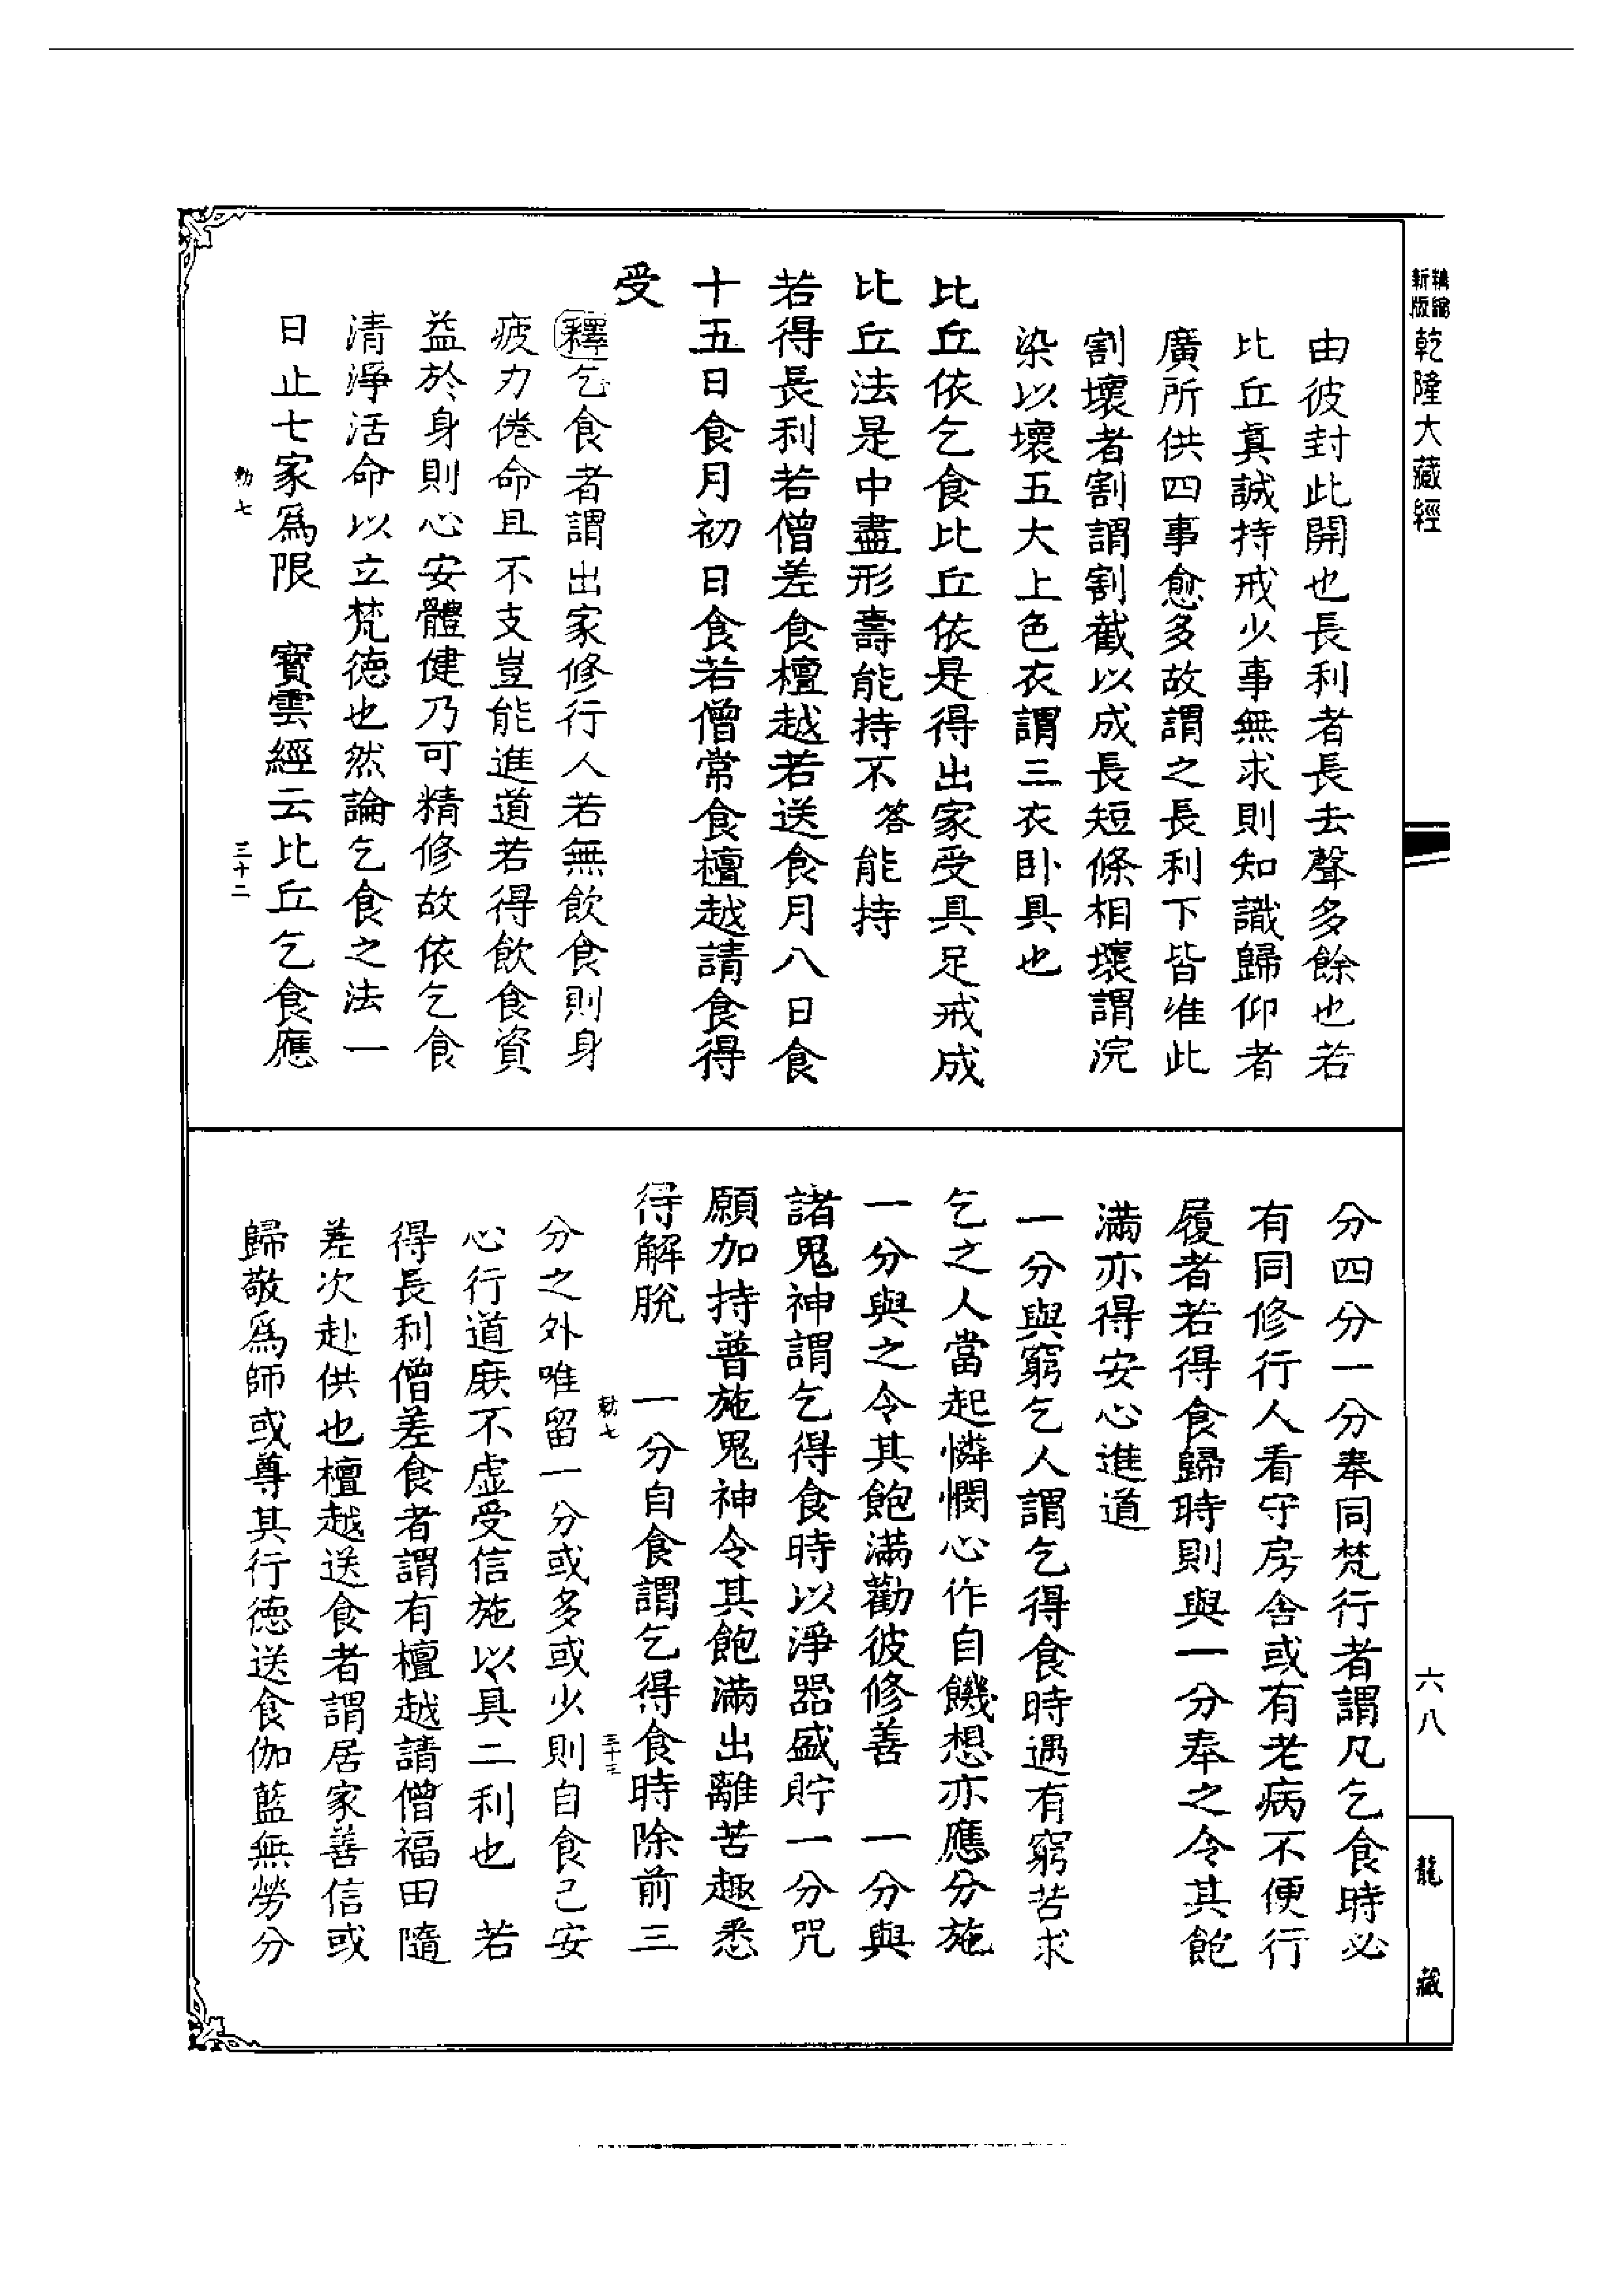 精縮新版
乾隆大藏經
由彼封此開也長利者長去聲多餘也若
比丘真誠持戒少事無求則知識歸仰者
廣所供四事愈多故謂之長利下皆准此
割壞者割謂割截以成長短條相壞謂浣
染以壞五大上色衣謂三衣臥具也
比丘依乞食比丘依是得出家受具足戒成
比丘法是中盡形壽能持不 答能持
若得長利若僧差食檀越若送食月八日食
十五日食月初日食若僧常食檀越請食得
受
釋乞食者謂出家修行人若無飲食則身
疲力倦命且不支豈能進道若得飲食資
益於身則心安體健乃可精修故依乞食
清淨活命以立梵德也然論乞食之法一
日止七家為限 寶雲經云比丘乞食應
勒七 三十二
分四分一分奉同梵行者謂凡乞食時必
有同修行人看守房舍或有老病不便行
履者若得食歸時則與一分奉之令其飽
滿亦得安心進道
一分與窮乞人謂乞得食時遇有窮苦求
乞之人當起憐憫心作自饑想亦應分施
一分與之令其飽滿勸彼修善 一分與
諸鬼神謂乞得食時以淨器盛貯一分咒
願加持普施鬼神令其飽滿出離苦趣悉
得解脫 一分自食謂乞得食時除前三
勒七 三十三
分之外唯留一分或多或少則自食已安
心行道庶不虛受信施以具二利也 若
得長利僧差食者謂有檀越請僧福田隨
差次赴供也檀越送食者謂居家善信或
歸敬為師或尊其行德送食伽藍無勞分
六八
龍藏